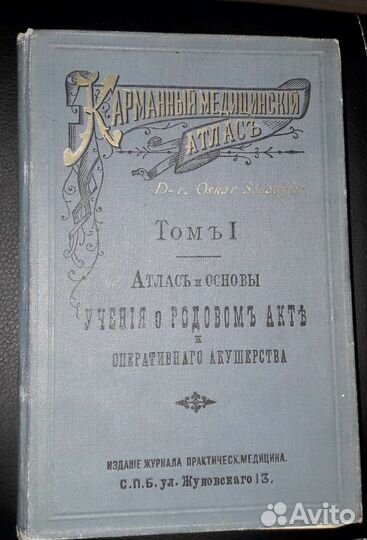 Карманный медицинскій
атласъ
D-r. Oskar Schaeffer
Томъ I
Атласъ и основы
ученія о родовомъ актѣ
и
оперативнаго акушерства
Изданіе журнала практическ. медицина.
С.П.Б. ул. Жуковскаго 13.
Avito